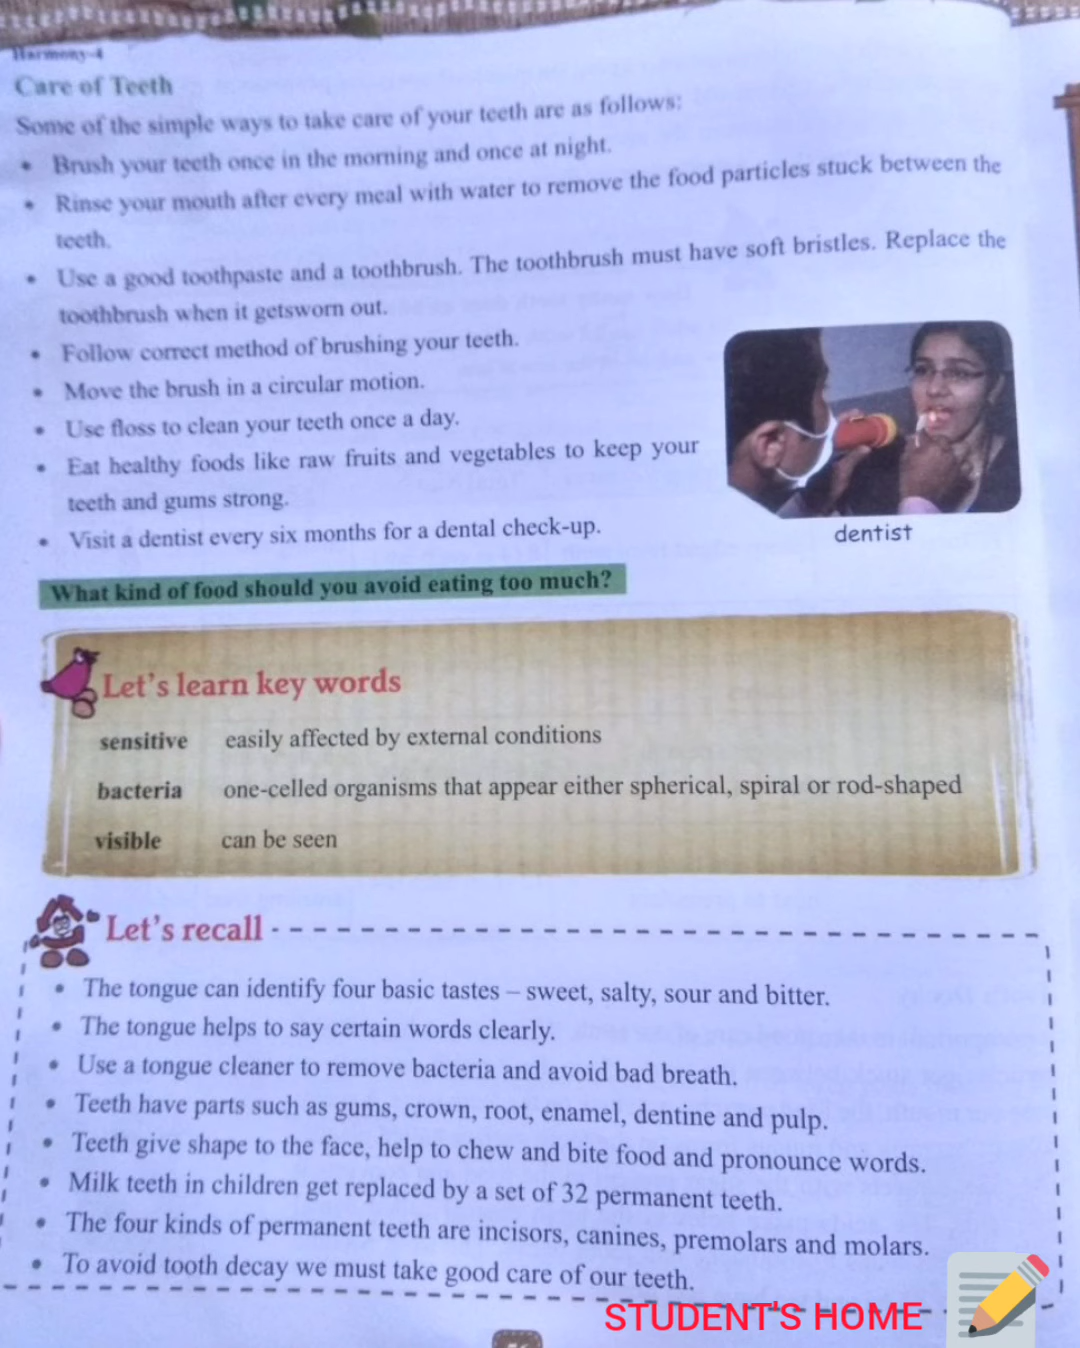 Harmony-4
Care of Teeth
Some of the simple ways to take care of your teeth are as follows:
• Brush your teeth once in the morning and once at night.
• Rinse your mouth after every meal with water to remove the food particles stuck between the
teeth.
• Use a good toothpaste and a toothbrush. The toothbrush must have soft bristles. Replace the
toothbrush when it getsworn out.
• Follow correct method of brushing your teeth.
• Move the brush in a circular motion.
• Use floss to clean your teeth once a day.
• Eat healthy foods like raw fruits and vegetables to keep your
teeth and gums strong.
• Visit a dentist every six months for a dental check-up.
dentist
What kind of food should you avoid eating too much?
Let's learn key words
sensitive easily affected by external conditions
bacteria one-celled organisms that appear either spherical, spiral or rod-shaped
visible can be seen
Let's recall
• The tongue can identify four basic tastes – sweet, salty, sour and bitter.
• The tongue helps to say certain words clearly.
• Use a tongue cleaner to remove bacteria and avoid bad breath.
• Teeth have parts such as gums, crown, root, enamel, dentine and pulp.
• Teeth give shape to the face, help to chew and bite food and pronounce words.
• Milk teeth in children get replaced by a set of 32 permanent teeth.
• The four kinds of permanent teeth are incisors, canines, premolars and molars.
• To avoid tooth decay we must take good care of our teeth.
STUDENT'S HOME